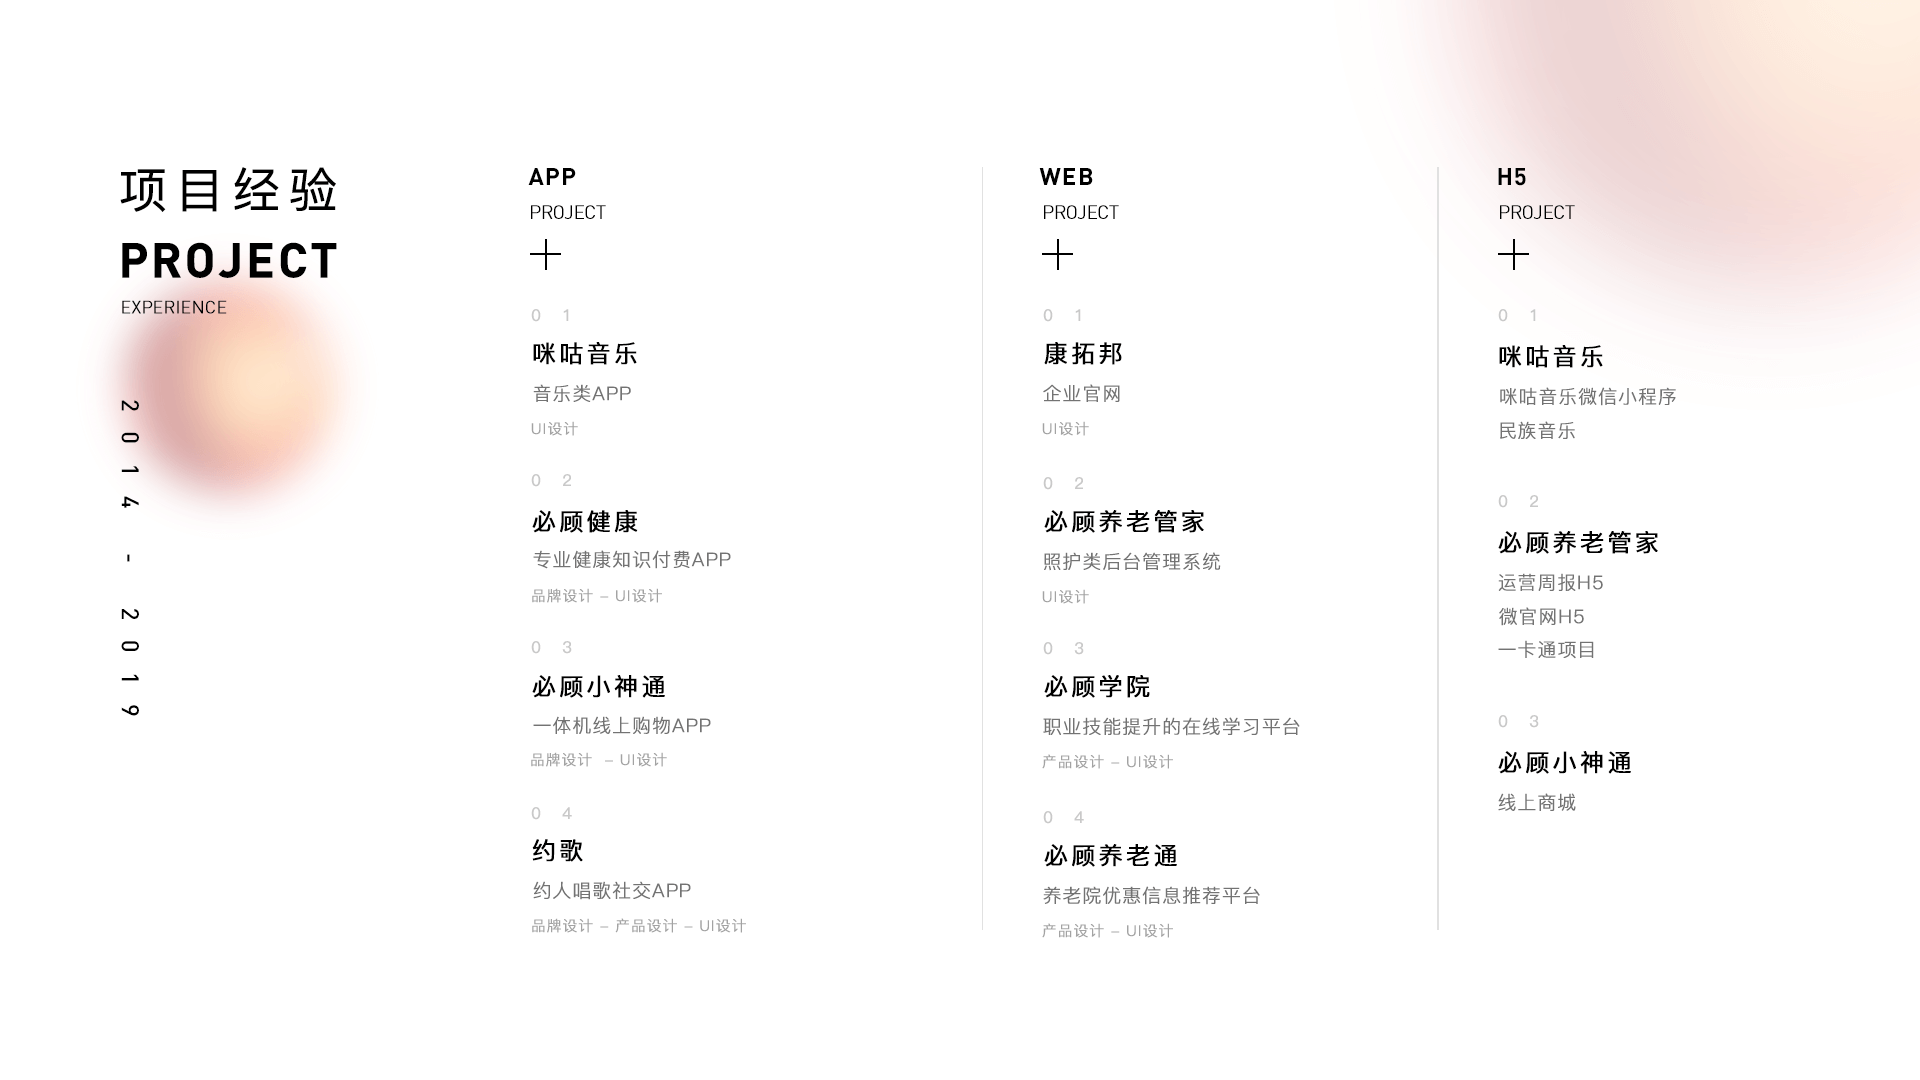 项目经验
PROJECT
EXPERIENCE
2014 - 2019
APP
PROJECT
01
咪咕音乐
音乐类APP
UI设计
02
必顾健康
专业健康知识付费APP
品牌设计 – UI设计
03
必顾小神通
一体机线上购物APP
品牌设计 – UI设计
04
约歌
约人唱歌社交APP
品牌设计 – 产品设计 – UI设计
WEB
PROJECT
01
康拓邦
企业官网
UI设计
02
必顾养老管家
照护类后台管理系统
UI设计
03
必顾学院
职业技能提升的在线学习平台
产品设计 – UI设计
04
必顾养老通
养老院优惠信息推荐平台
产品设计 – UI设计
H5
PROJECT
01
咪咕音乐
咪咕音乐微信小程序
民族音乐
02
必顾养老管家
运营周报H5
微官网H5
一卡通项目
03
必顾小神通
线上商城